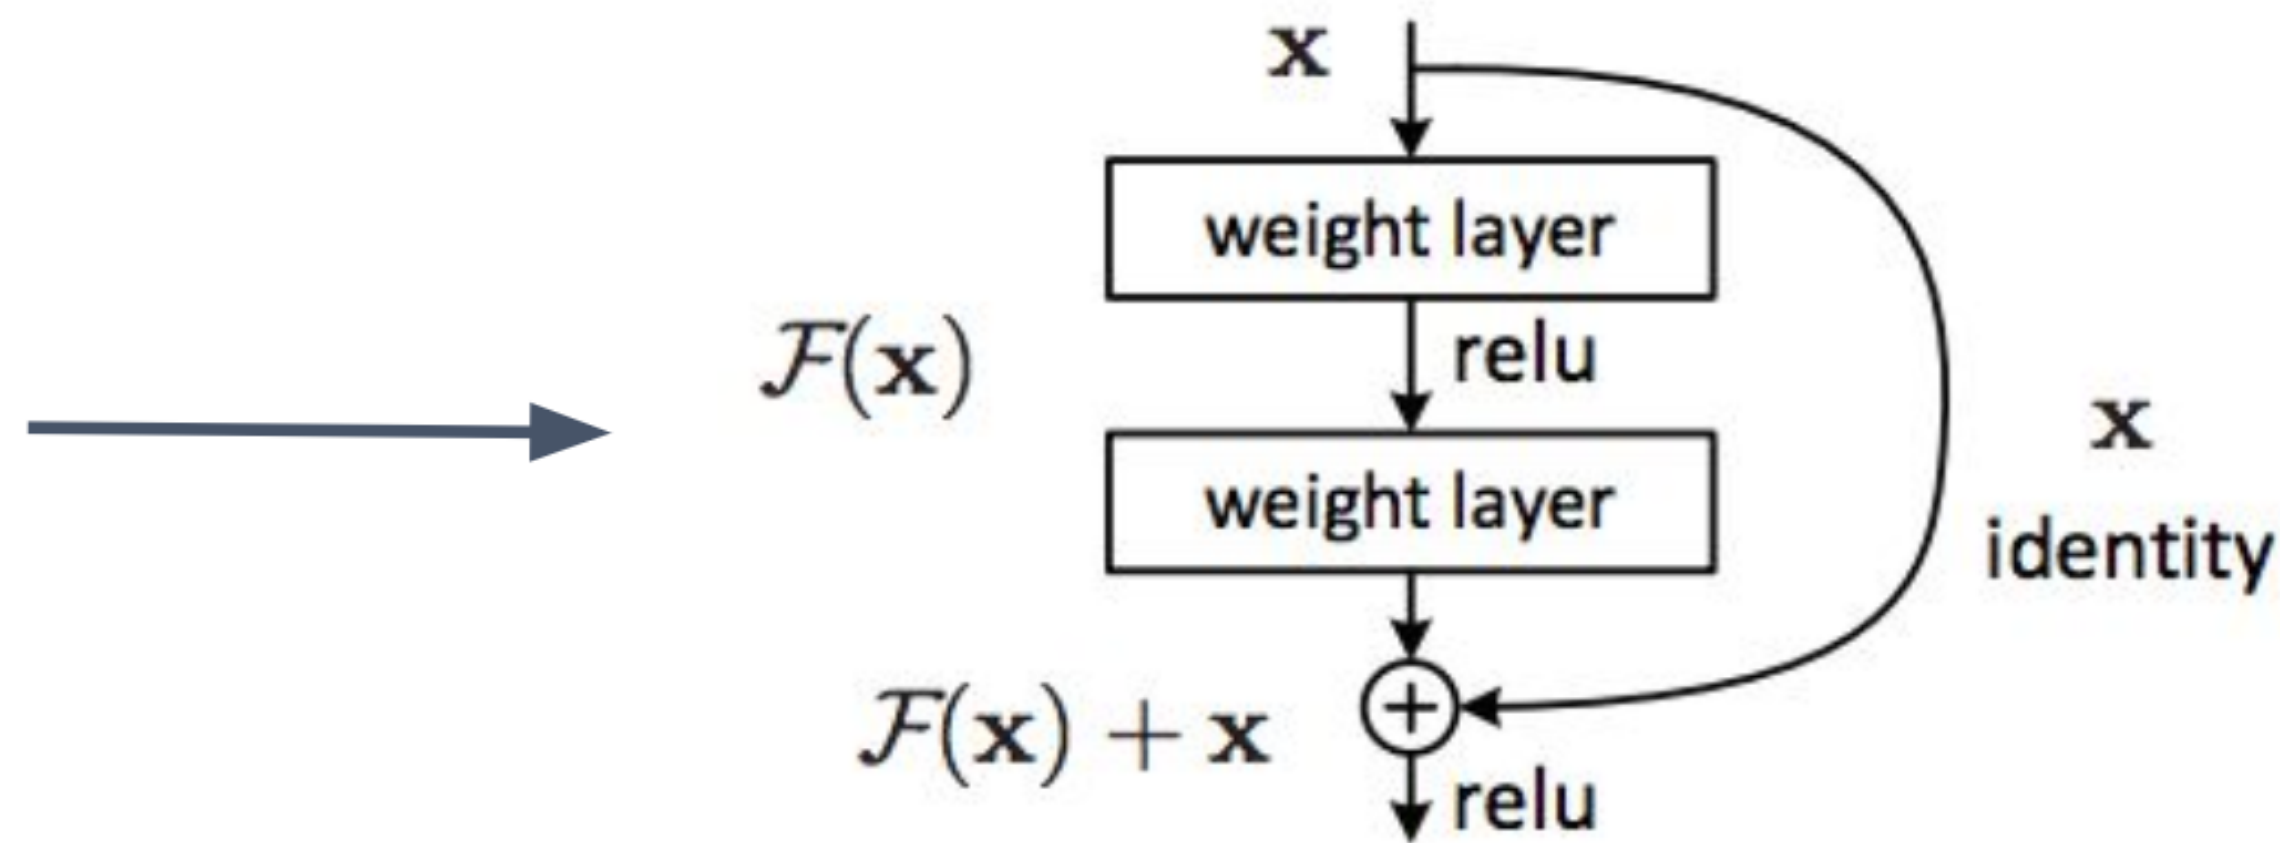 x
weight layer
F(x)
relu
x
weight layer
identity
F(x) + x
+
relu